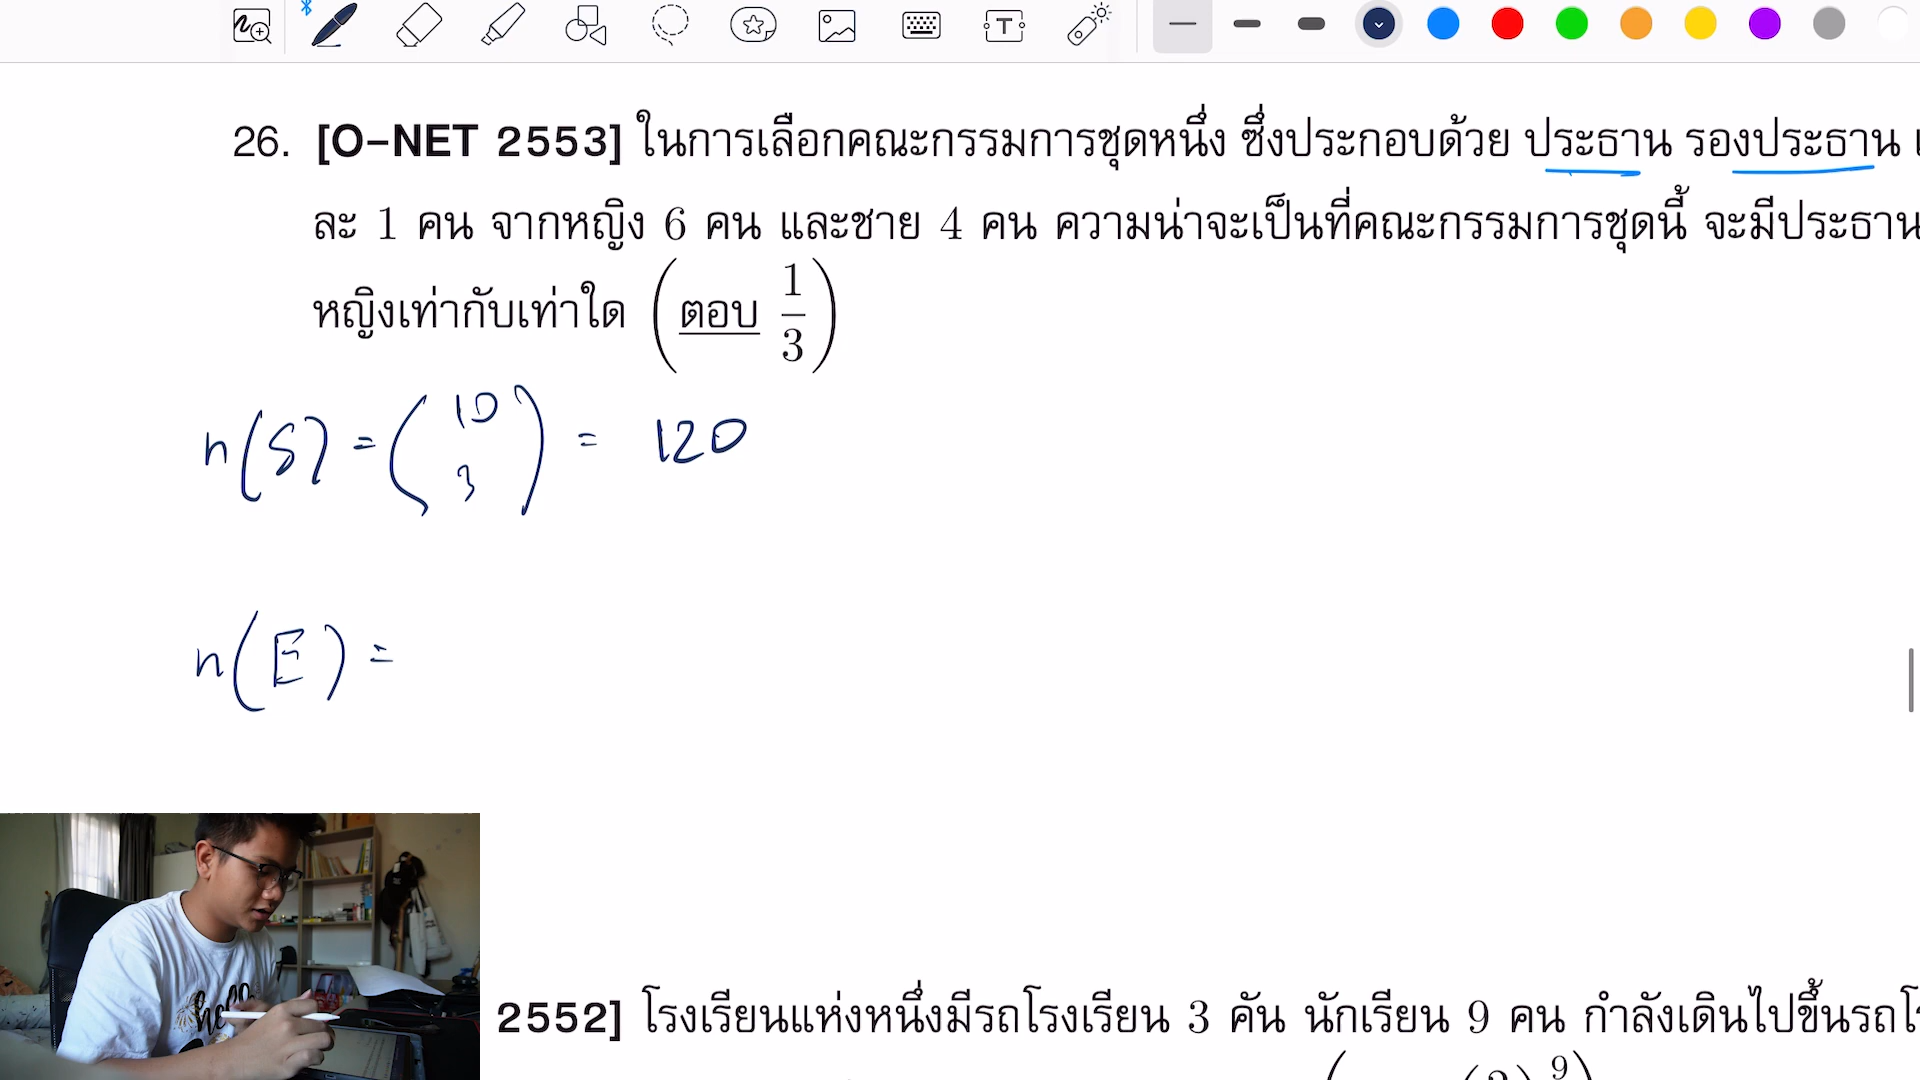 26. [O-NET 2553] ในการเลือกคณะกรรมการชุดหนึ่ง ซึ่งประกอบด้วย ประธาน รองประธาน
ละ 1 คน จากหญิง 6 คน และชาย 4 คน ความน่าจะเป็นที่คณะกรรมการชุดนี้ จะมีประธาน
หญิงเท่ากับเท่าใด (ตอบ 1/3)
n(S) = (10 3) = 120
n(E) =
hello
2552] โรงเรียนแห่งหนึ่งมีรถโรงเรียน 3 คัน นักเรียน 9 คน กำลังเดินไปขึ้นรถโร